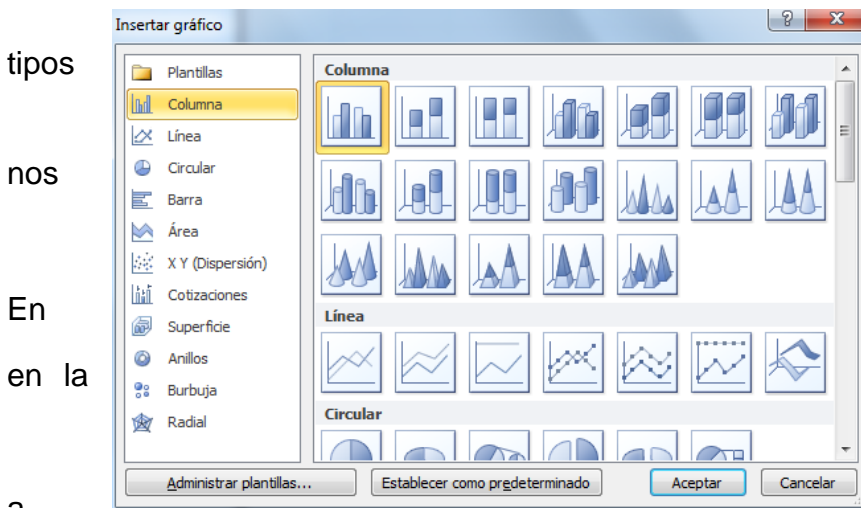 Insertar gráfico
tipos
nos
En
en la
a
Plantillas
Columna
Línea
Circular
Barra
Área
X Y (Dispersión)
Cotizaciones
Superficie
Anillos
Burbuja
Radial
Columna
Línea
Circular
Administrar plantillas...
Establecer como predeterminado
Aceptar
Cancelar